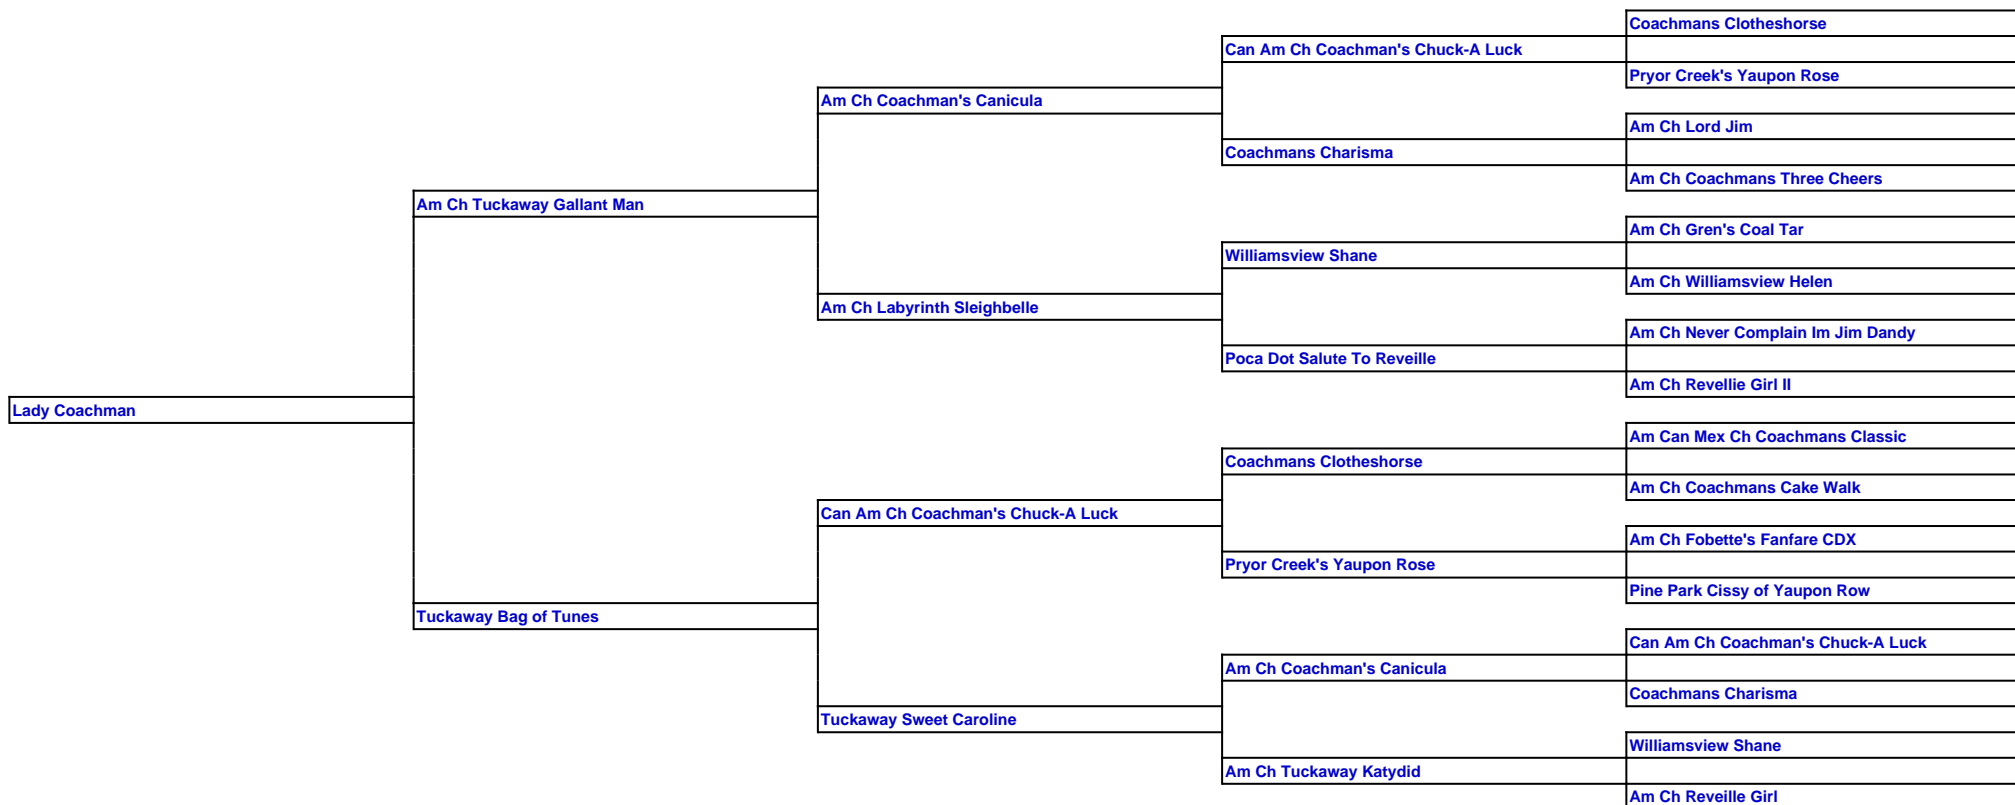 Coachmans Clotheshorse
Can Am Ch Coachman's Chuck-A Luck
Pryor Creek's Yaupon Rose
Am Ch Coachman's Canicula
Am Ch Lord Jim
Coachmans Charisma
Am Ch Coachmans Three Cheers
Am Ch Tuckaway Gallant Man
Am Ch Gren's Coal Tar
Williamsview Shane
Am Ch Williamsview Helen
Am Ch Labyrinth Sleighbelle
Am Ch Never Complain Im Jim Dandy
Poca Dot Salute To Reveille
Am Ch Revellie Girl II
Lady Coachman
Am Can Mex Ch Coachmans Classic
Coachmans Clotheshorse
Am Ch Coachmans Cake Walk
Can Am Ch Coachman's Chuck-A Luck
Am Ch Fobette's Fanfare CDX
Pryor Creek's Yaupon Rose
Pine Park Cissy of Yaupon Row
Tuckaway Bag of Tunes
Can Am Ch Coachman's Chuck-A Luck
Am Ch Coachman's Canicula
Coachmans Charisma
Tuckaway Sweet Caroline
Williamsview Shane
Am Ch Tuckaway Katydid
Am Ch Reveille Girl